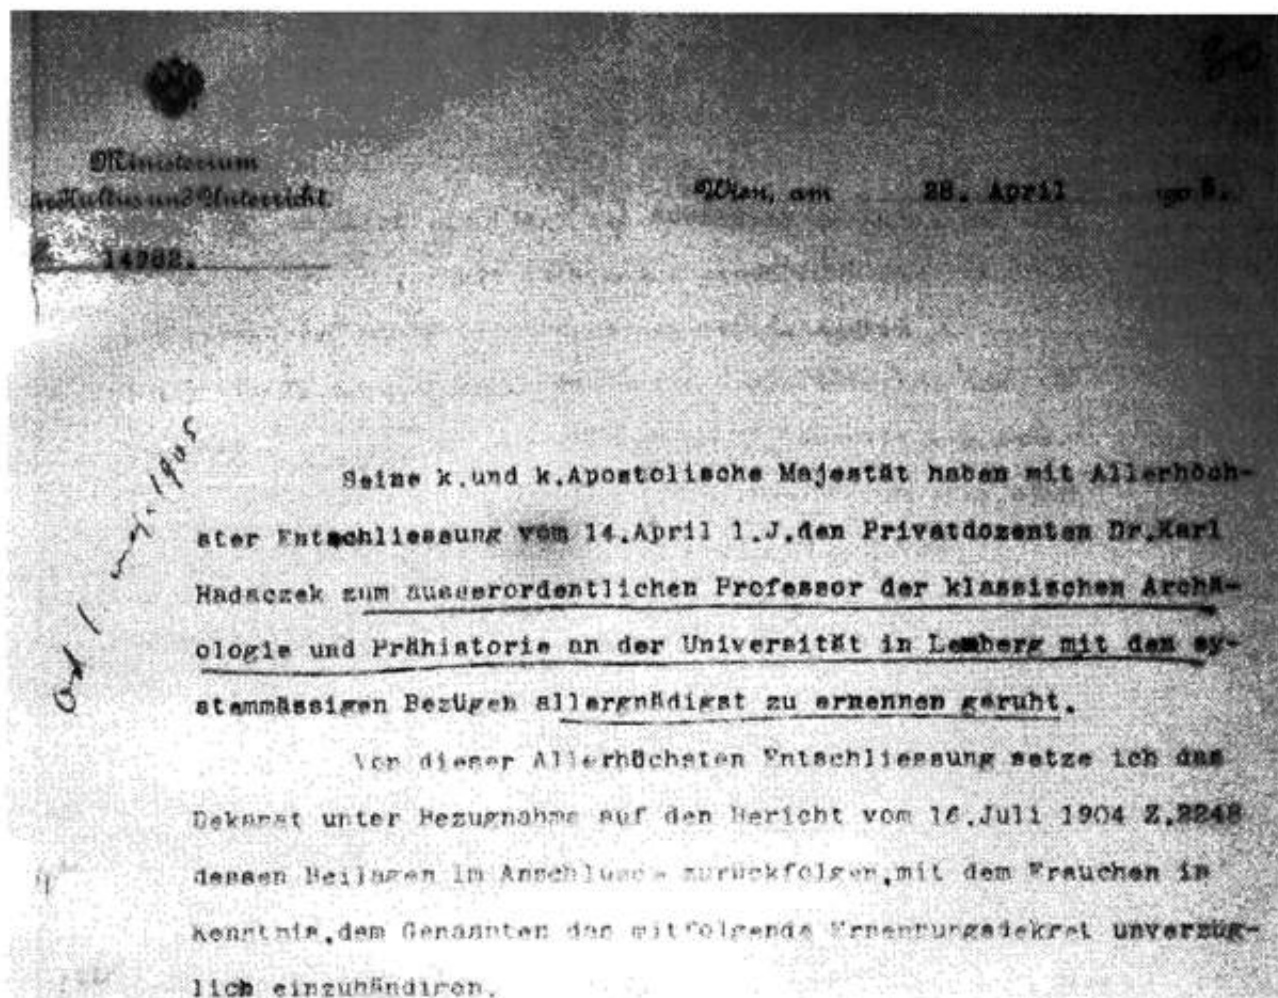 80
Ministerium
für Kultus und Unterricht.
Wien, am 28. April 190 5.
Z. 14982.
Seine k.und k.Apostolische Majestät haben mit Allerhöch-
ster Entschliessung vom 14.April l.J.den Privatdozenten Dr.Karl
Hadaczek zum ausserordentlichen Professor der klassischen Archä-
ologie und Prähistorie an der Universität in Lemberg mit den sy-
stemmässigen Bezügen allergnädigst zu ernennen geruht.
Von dieser Allerhöchsten Entschliessung setze ich das
Dekanat unter Bezugnahme auf den Bericht vom 16.Juli 1904 Z.2248
dessen Beilagen im Anschlusse zurückfolgen,mit dem Ersuchen in
Kenntnis,dem Genannten das mitfolgende Ernennungsdekret unverzüg-
lich einzuhändigen.
1905